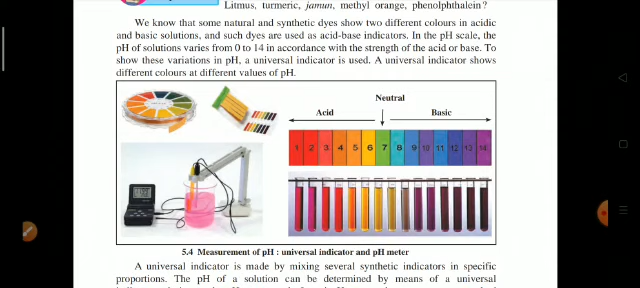 Litmus, turmeric, jamun, methyl orange, phenolphthalein ?
We know that some natural and synthetic dyes show two different colours in acidic
and basic solutions, and such dyes are used as acid-base indicators. In the pH scale, the
pH of solutions varies from 0 to 14 in accordance with the strength of the acid or base. To
show these variations in pH, a universal indicator is used. A universal indicator shows
different colours at different values of pH.
Neutral
Acid
Basic
1 2 3 4 5 6 7 8 9 10 11 12 13 14
5.4 Measurement of pH : universal indicator and pH meter
A universal indicator is made by mixing several synthetic indicators in specific
proportions. The pH of a solution can be determined by means of a universal